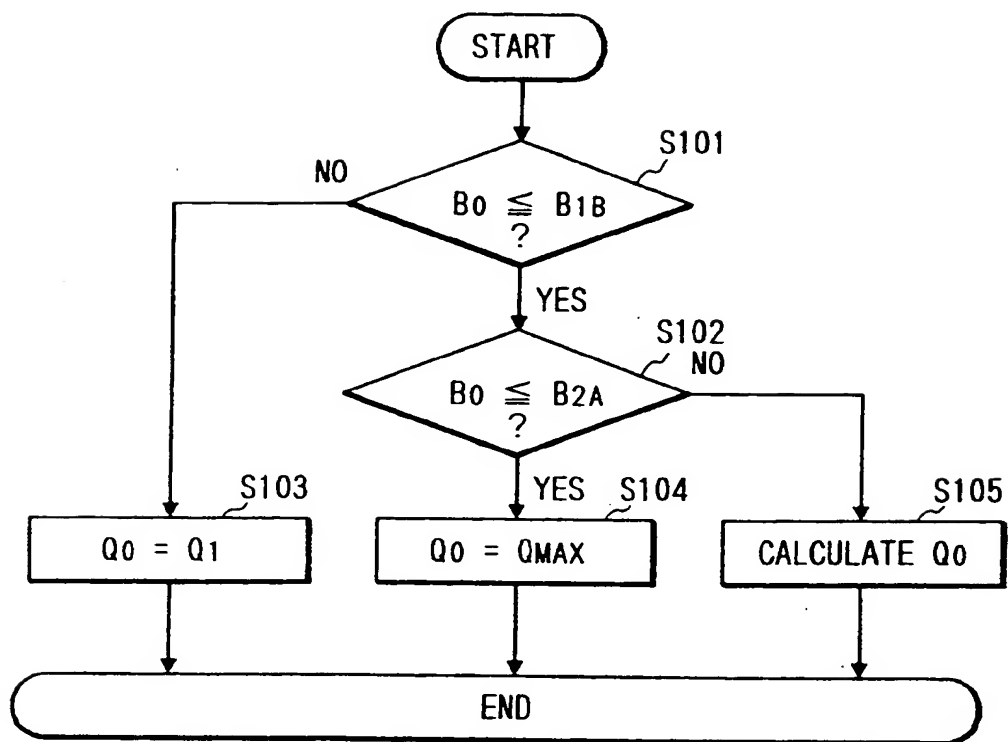 START
S101
NO
B0 ≦ B1B
?
YES
S102
NO
B0 ≦ B2A
?
YES
S103
Q0 = Q1
S104
Q0 = QMAX
S105
CALCULATE Q0
END